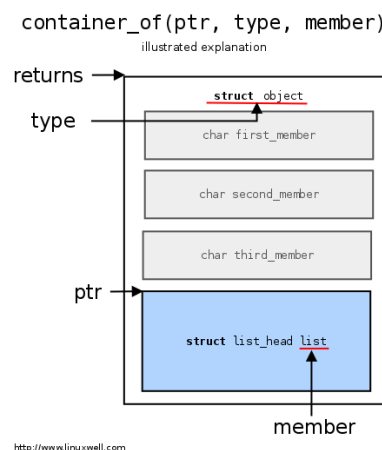 container_of(ptr, type, member)
illustrated explanation
returns
struct object
type
char first_member
char second_member
char third_member
ptr
struct list_head list
member
http://www.linuxwell.com